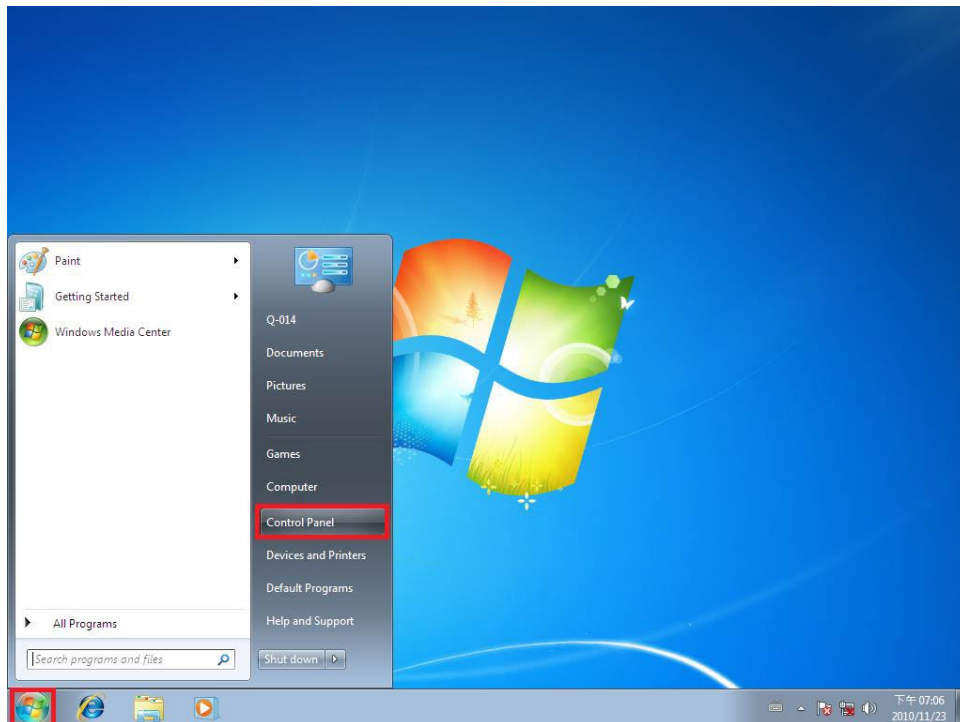 Paint
Getting Started
Windows Media Center
All Programs
Search programs and files
Q-014
Documents
Pictures
Music
Games
Computer
Control Panel
Devices and Printers
Default Programs
Help and Support
Shut down
下午 07:06
2010/11/23